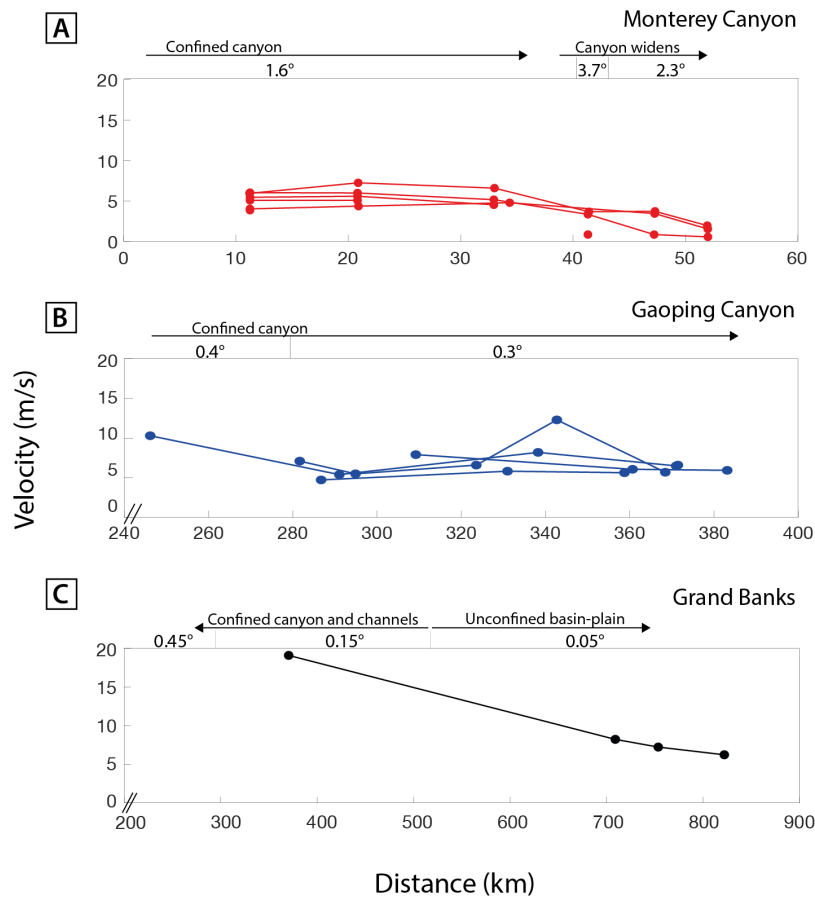 A
Monterey Canyon
Confined canyon
Canyon widens
1.6° 3.7° 2.3°
20
15
10
5
0
0 10 20 30 40 50 60
B
Gaoping Canyon
Confined canyon
0.4° 0.3°
20
15
10
5
0
240 260 280 300 320 340 360 380 400
Velocity (m/s)
C
Grand Banks
Confined canyon and channels
Unconfined basin-plain
0.45° 0.15° 0.05°
20
15
10
5
0
200 300 400 500 600 700 800 900
Distance (km)